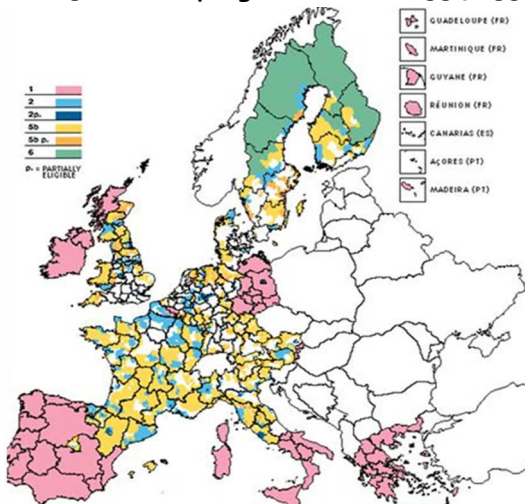 GUADELOUPE (FR)
MARTINIQUE (FR)
GUYANE (FR)
RÉUNION (FR)
CANARIAS (ES)
AÇORES (PT)
MADEIRA (PT)
1
2
2p.
5b
5b p.
6
p. = PARTIALLY
ELIGIBLE